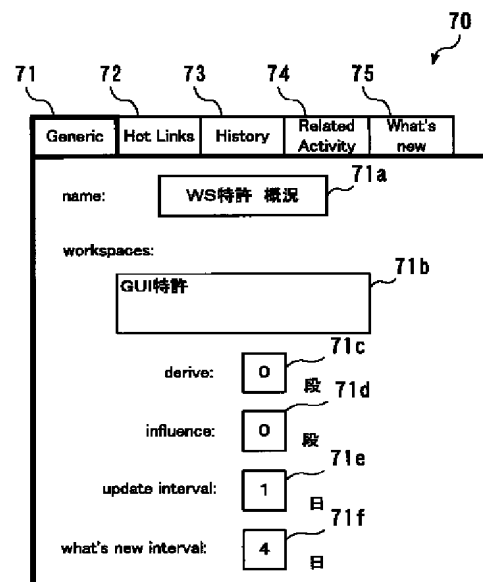 70
71 72 73 74 75
Generic Hot Links History Related Activity What's new
71a
name: WS特許 概況
workspaces:
71b
GUI特許
71c
derive: 0 段
71d
influence: 0 段
71e
update interval: 1 日
71f
what's new interval: 4 日